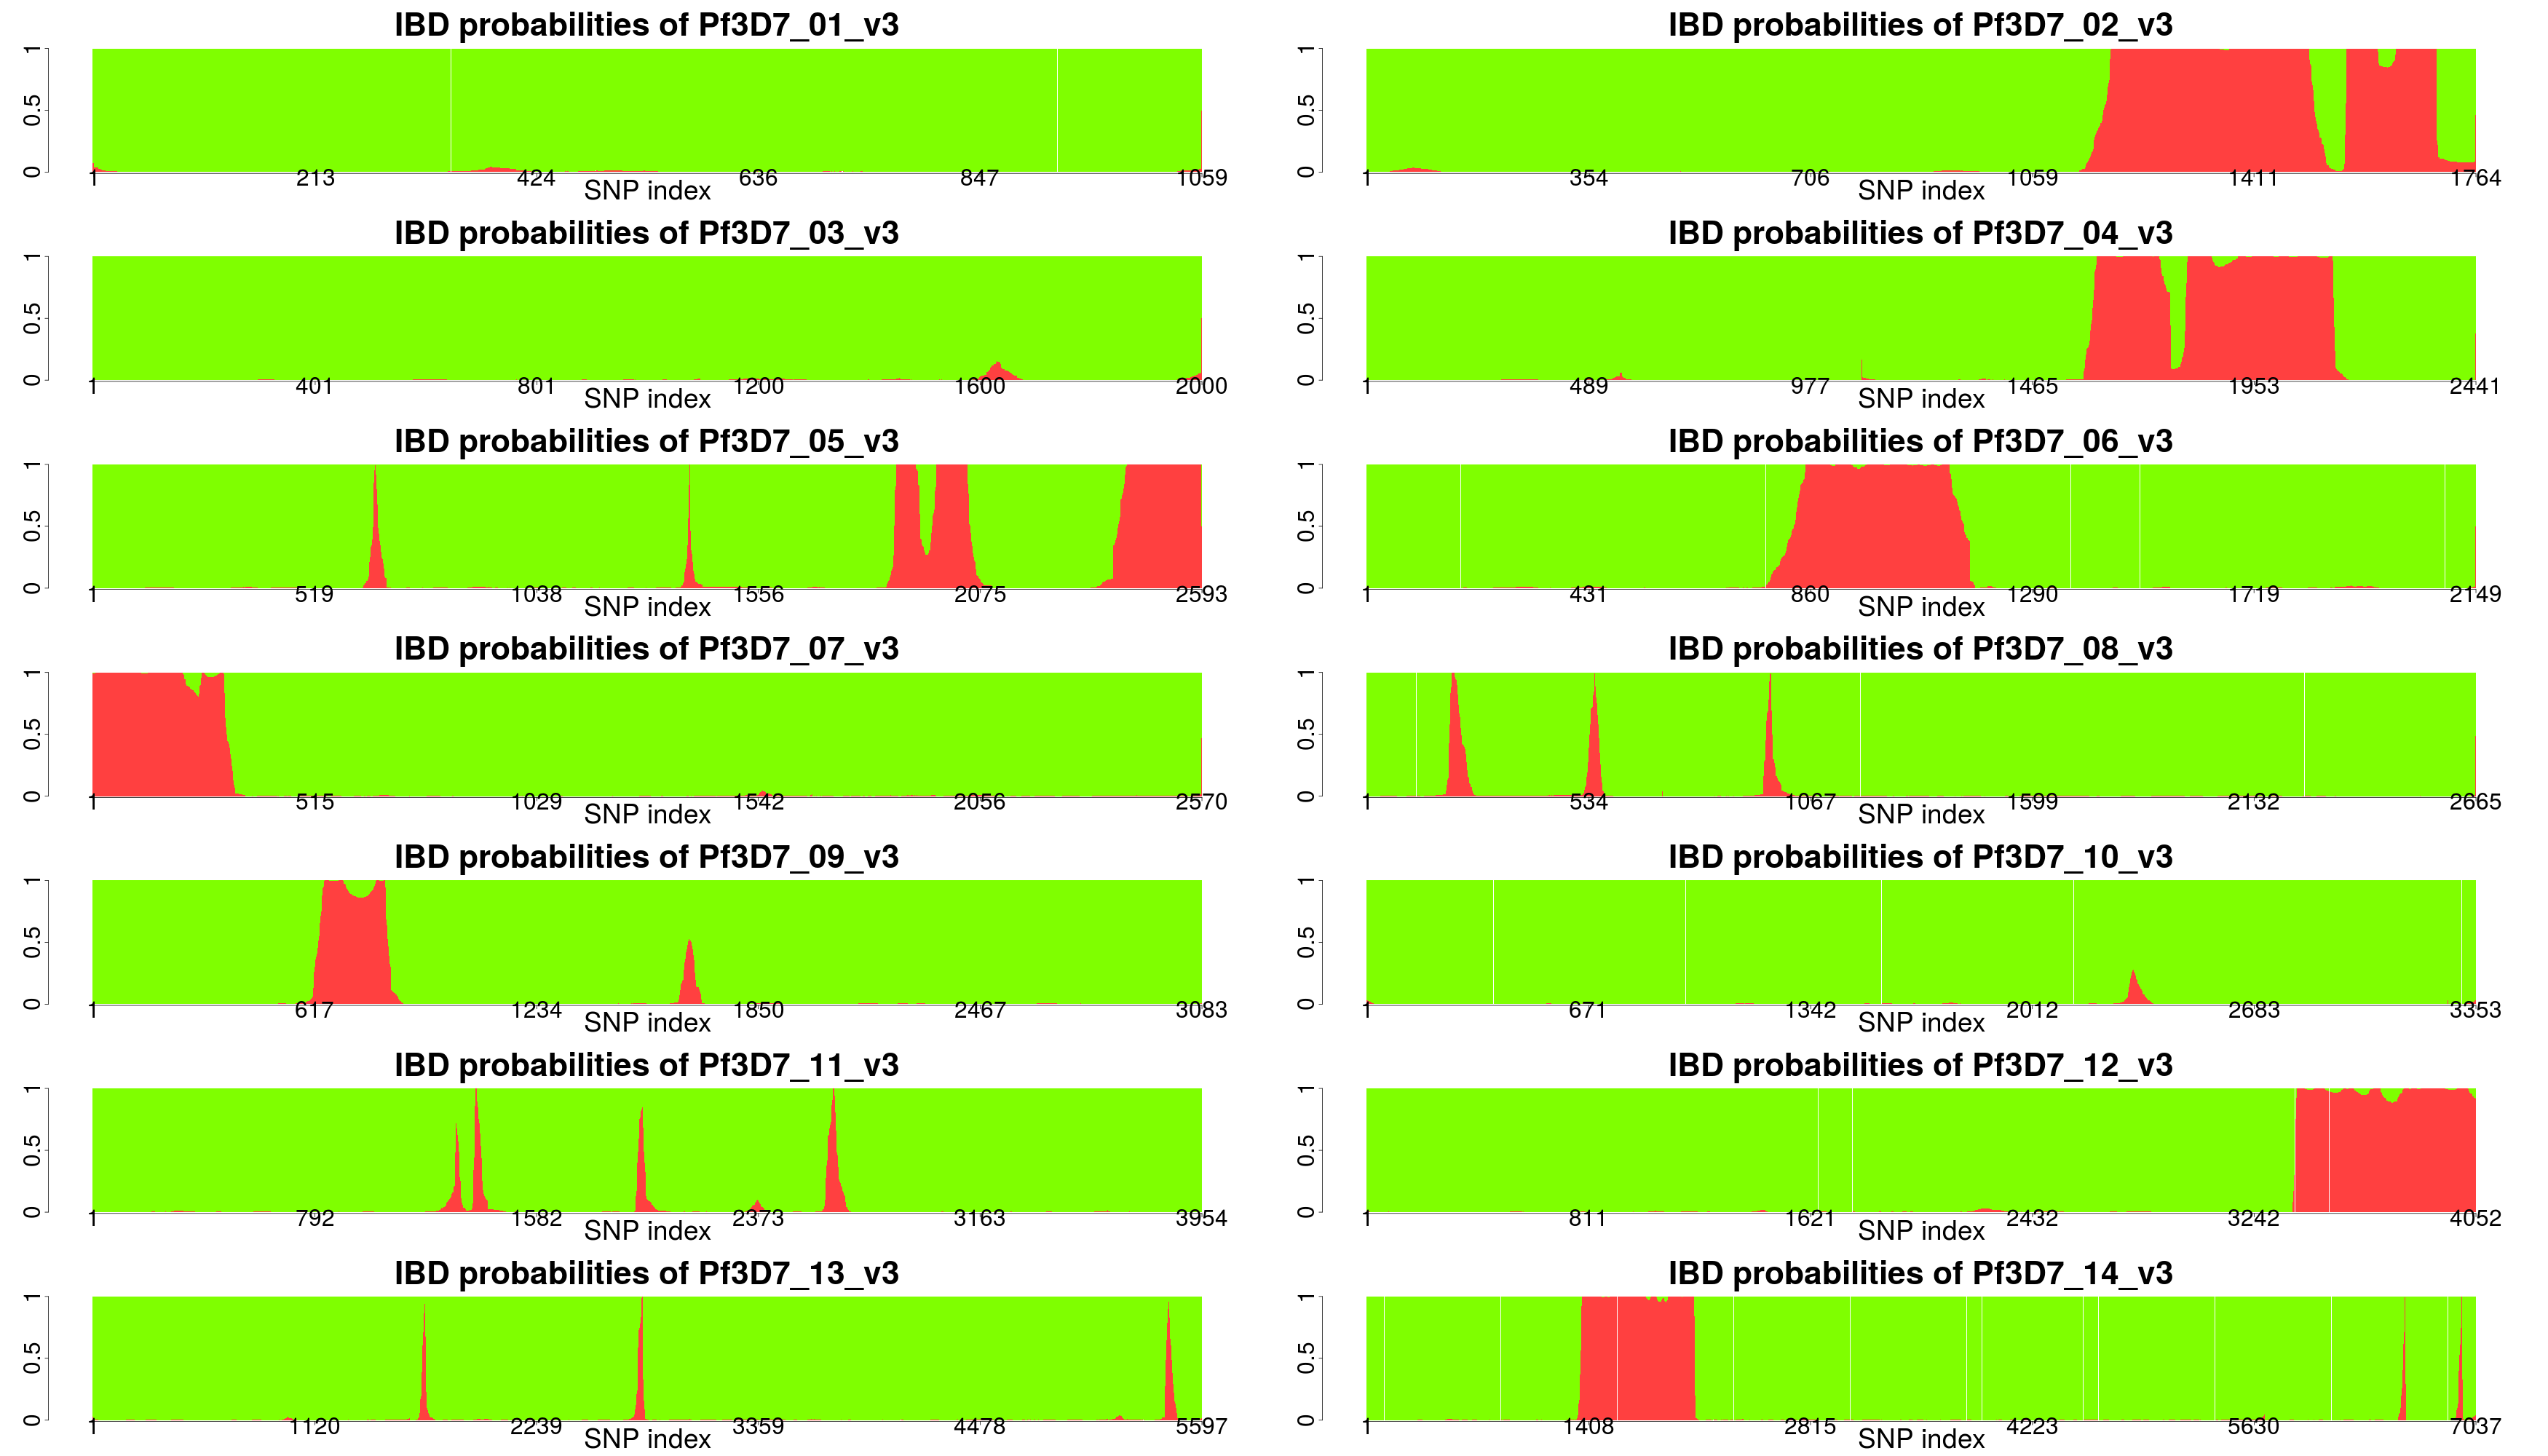 IBD probabilities of Pf3D7_01_v3
0 0.5 1
1 213 424 636 847 1059
SNP index
IBD probabilities of Pf3D7_02_v3
0 0.5 1
1 354 706 1059 1411 1764
SNP index
IBD probabilities of Pf3D7_03_v3
0 0.5 1
1 401 801 1200 1600 2000
SNP index
IBD probabilities of Pf3D7_04_v3
0 0.5 1
1 489 977 1465 1953 2441
SNP index
IBD probabilities of Pf3D7_05_v3
0 0.5 1
1 519 1038 1556 2075 2593
SNP index
IBD probabilities of Pf3D7_06_v3
0 0.5 1
1 431 860 1290 1719 2149
SNP index
IBD probabilities of Pf3D7_07_v3
0 0.5 1
1 515 1029 1542 2056 2570
SNP index
IBD probabilities of Pf3D7_08_v3
0 0.5 1
1 534 1067 1599 2132 2665
SNP index
IBD probabilities of Pf3D7_09_v3
0 0.5 1
1 617 1234 1850 2467 3083
SNP index
IBD probabilities of Pf3D7_10_v3
0 0.5 1
1 671 1342 2012 2683 3353
SNP index
IBD probabilities of Pf3D7_11_v3
0 0.5 1
1 792 1582 2373 3163 3954
SNP index
IBD probabilities of Pf3D7_12_v3
0 0.5 1
1 811 1621 2432 3242 4052
SNP index
IBD probabilities of Pf3D7_13_v3
0 0.5 1
1 1120 2239 3359 4478 5597
SNP index
IBD probabilities of Pf3D7_14_v3
0 0.5 1
1 1408 2815 4223 5630 7037
SNP index